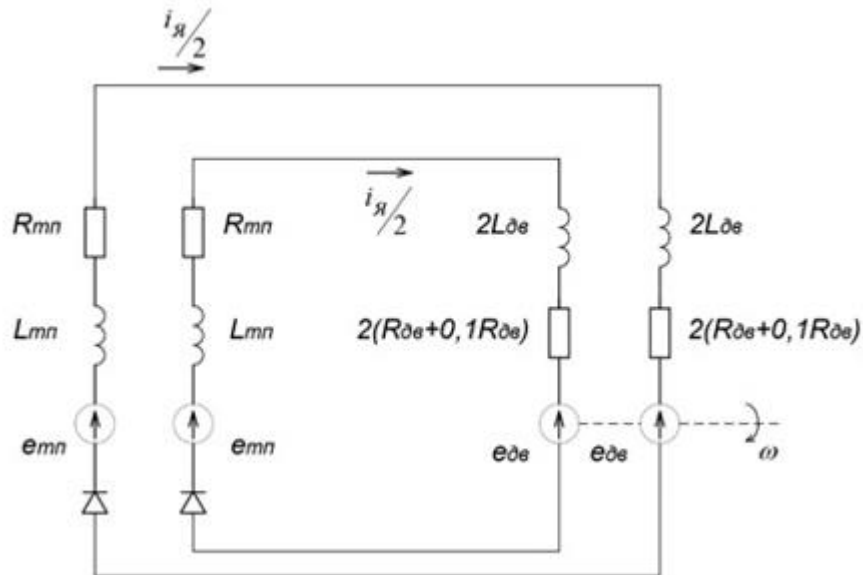 iЯ/2
iЯ/2
Rтп
Rтп
2Lдв
2Lдв
Lтп
Lтп
2(Rдв+0,1Rдв)
2(Rдв+0,1Rдв)
eтп
eтп
eдв
eдв
ω